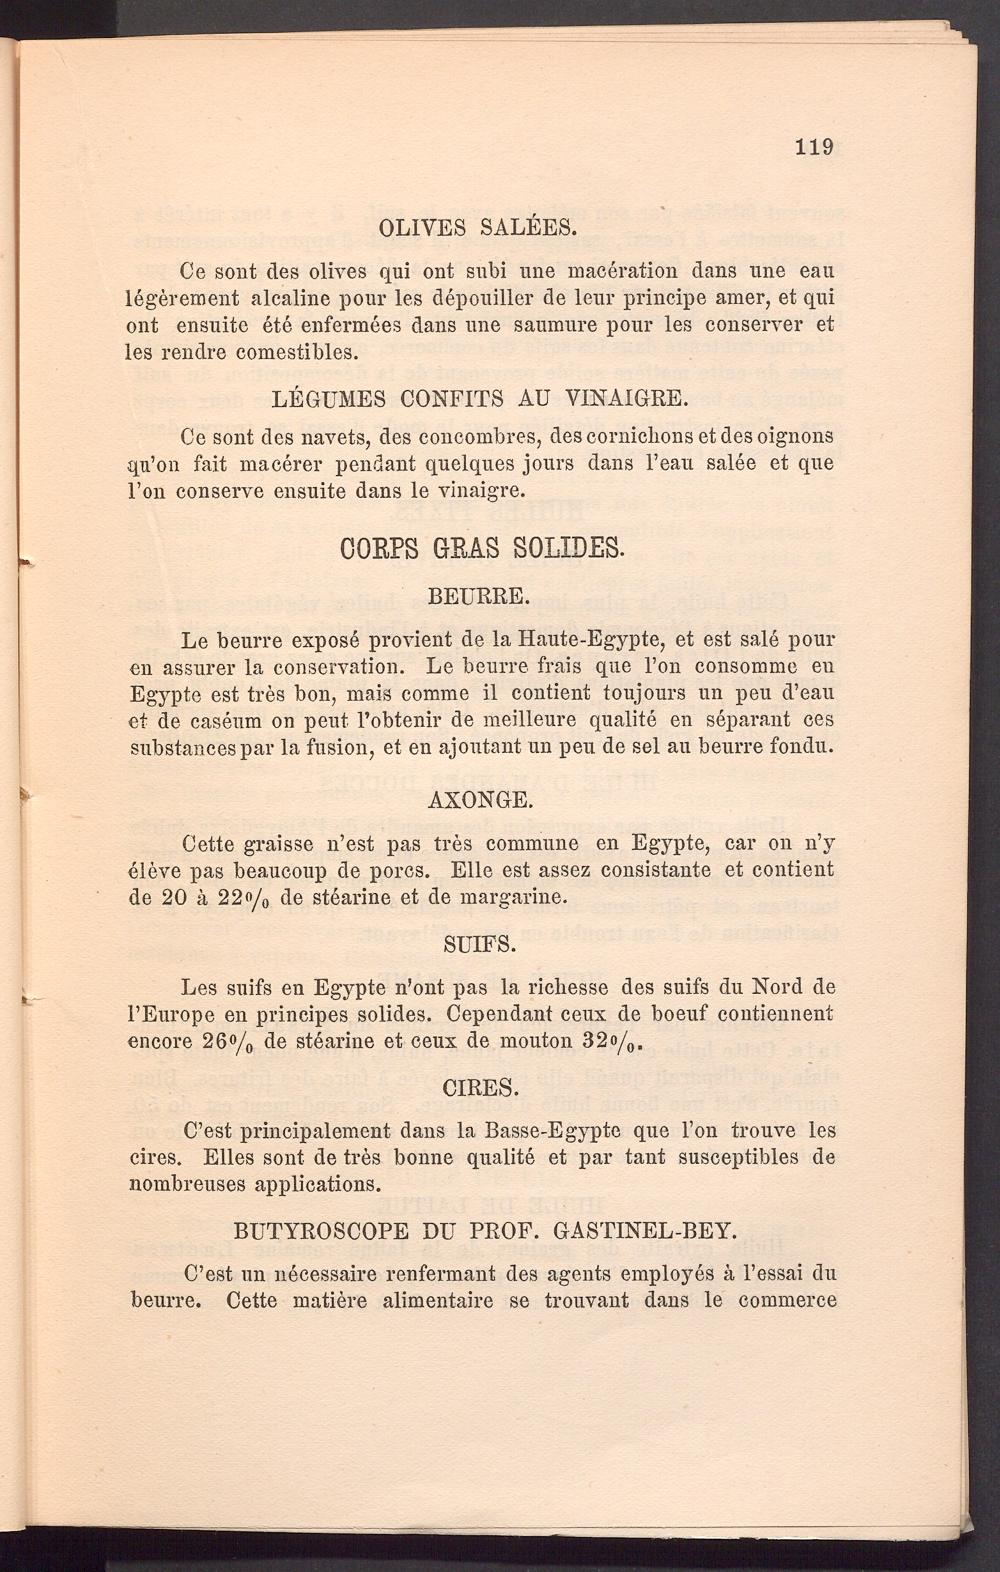 119
OLIVES SALÉES.
Ce sont des olives qui ont subi une macération dans une eau
légèrement alcaline pour les dépouiller de leur principe amer, et qui
ont ensuite été enfermées dans une saumure pour les conserver et
les rendre comestibles.
LÉGUMES CONFITS AU VINAIGRE.
Ce sont des navets, des concombres, des cornichons et des oignons
qu'on fait macérer pendant quelques jours dans l'eau salée et que
l'on conserve ensuite dans le vinaigre.
CORPS GRAS SOLIDES.
BEURRE.
Le beurre exposé provient de la Haute-Egypte, et est salé pour
en assurer la conservation. Le beurre frais que l'on consomme en
Egypte est très bon, mais comme il contient toujours un peu d'eau
et de caséum on peut l'obtenir de meilleure qualité en séparant ces
substances par la fusion, et en ajoutant un peu de sel au beurre fondu.
AXONGE.
Cette graisse n'est pas très commune en Egypte, car on n'y
élève pas beaucoup de porcs. Elle est assez consistante et contient
de 20 à 22% de stéarine et de margarine.
SUIFS.
Les suifs en Egypte n'ont pas la richesse des suifs du Nord de
l'Europe en principes solides. Cependant ceux de boeuf contiennent
encore 26% de stéarine et ceux de mouton 32%.
CIRES.
C'est principalement dans la Basse-Egypte que l'on trouve les
cires. Elles sont de très bonne qualité et par tant susceptibles de
nombreuses applications.
BUTYROSCOPE DU PROF. GASTINEL-BEY.
C'est un nécessaire renfermant des agents employés à l'essai du
beurre. Cette matière alimentaire se trouvant dans le commerce